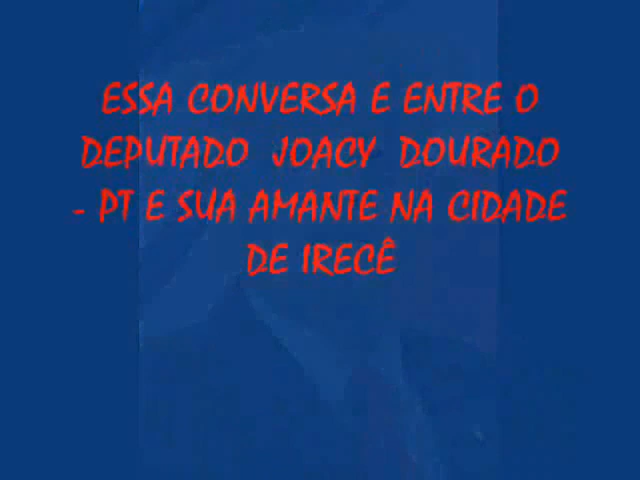 ESSA CONVERSA E ENTRE O
DEPUTADO JOACY DOURADO
- PT E SUA AMANTE NA CIDADE
DE IRECÊ